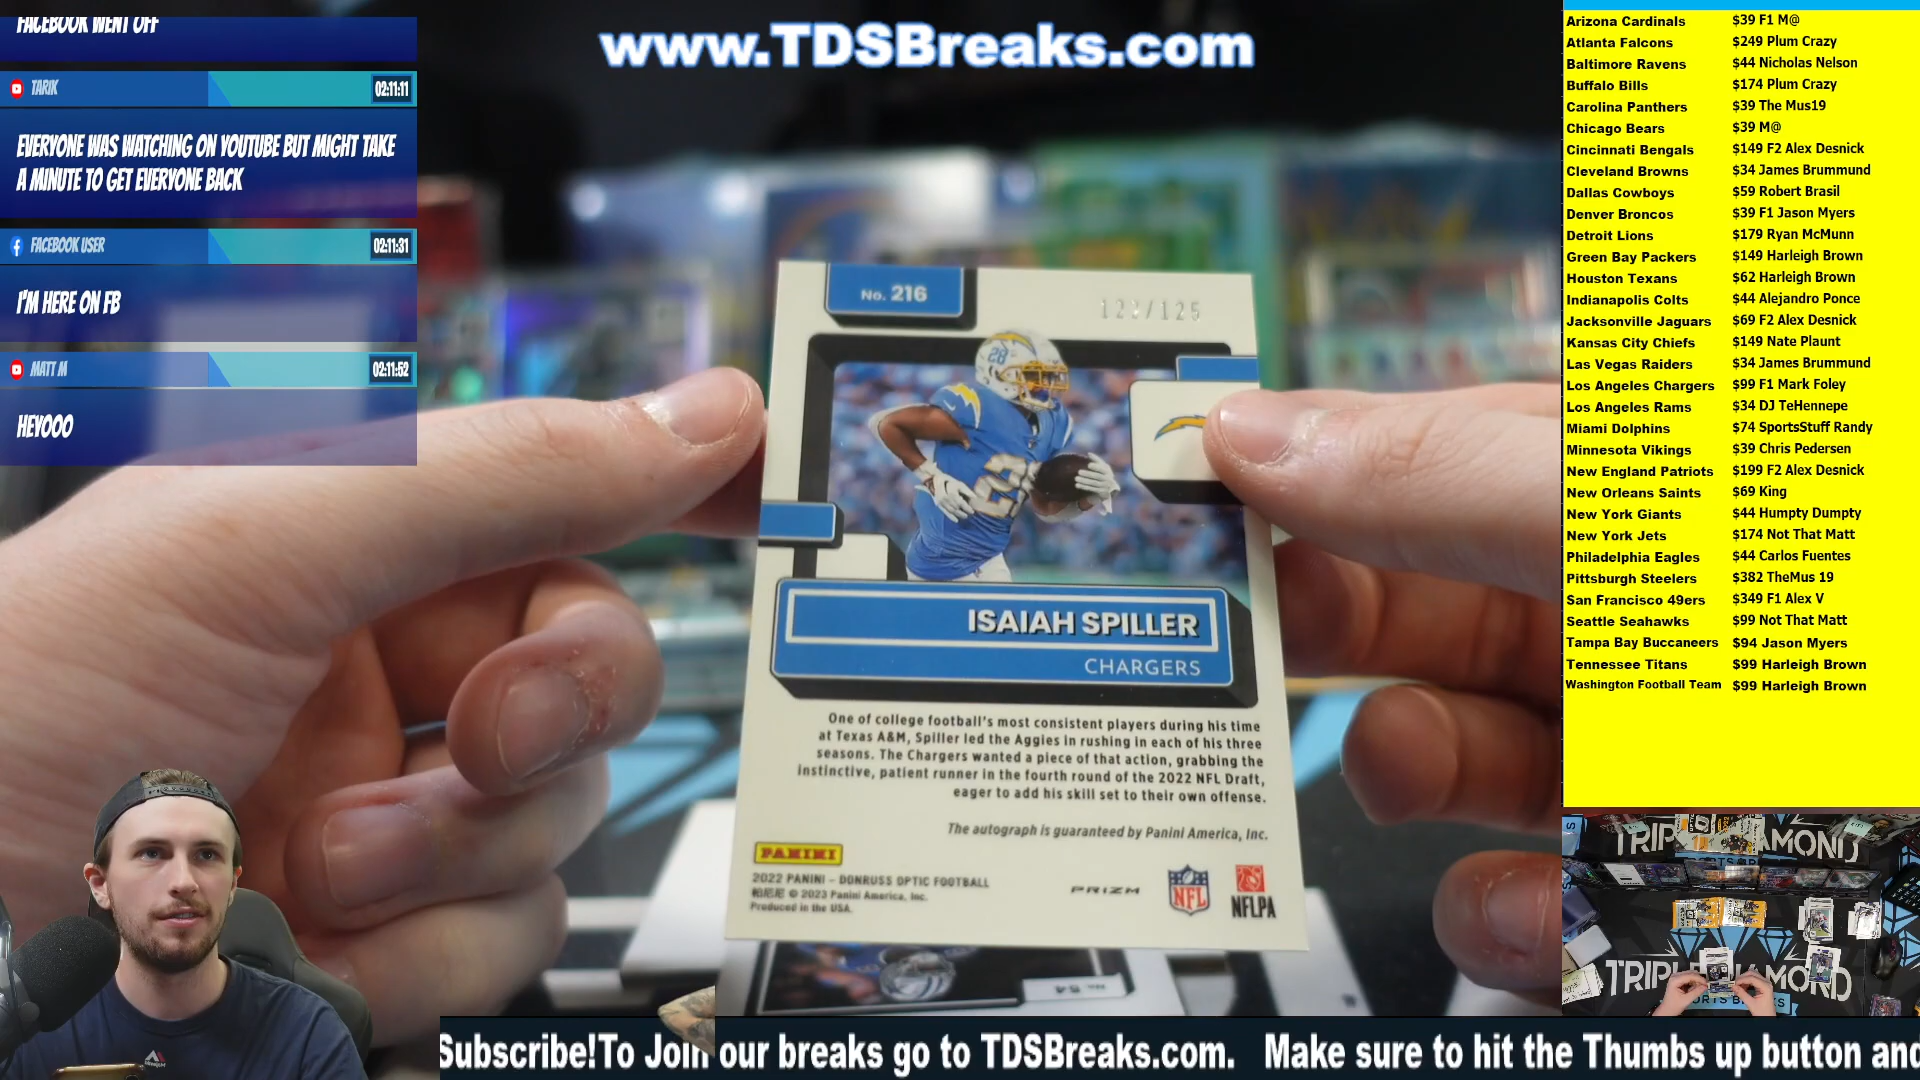 FACEBOOK WENT OFF
TARIK
02:11:11
EVERYONE WAS WATCHING ON YOUTUBE BUT MIGHT TAKE
A MINUTE TO GET EVERYONE BACK
FACEBOOK USER
02:11:31
I'M HERE ON FB
MATT M
02:11:52
HEYOOO
www.TDSBreaks.com
No. 216
/125
28
ISAIAH SPILLER
CHARGERS
One of college football's most consistent players during his time
at Texas A&M, Spiller led the Aggies in rushing in each of his three
seasons. The Chargers wanted a piece of that action, grabbing the
instinctive, patient runner in the fourth round of the 2022 NFL Draft,
eager to add his skill set to their own offense.
The autograph is guaranteed by Panini America, Inc.
PANINI
2022 PANINI – DONRUSS OPTIC FOOTBALL
© 2023 Panini America, Inc.
Produced in the USA.
PRIZM
NFL
NFLPA
No. 54
Arizona Cardinals $39 F1 M@
Atlanta Falcons $249 Plum Crazy
Baltimore Ravens $44 Nicholas Nelson
Buffalo Bills $174 Plum Crazy
Carolina Panthers $39 The Mus19
Chicago Bears $39 M@
Cincinnati Bengals $149 F2 Alex Desnick
Cleveland Browns $34 James Brummund
Dallas Cowboys $59 Robert Brasil
Denver Broncos $39 F1 Jason Myers
Detroit Lions $179 Ryan McMunn
Green Bay Packers $149 Harleigh Brown
Houston Texans $62 Harleigh Brown
Indianapolis Colts $44 Alejandro Ponce
Jacksonville Jaguars $69 F2 Alex Desnick
Kansas City Chiefs $149 Nate Plaunt
Las Vegas Raiders $34 James Brummund
Los Angeles Chargers $99 F1 Mark Foley
Los Angeles Rams $34 DJ TeHennepe
Miami Dolphins $74 SportsStuff Randy
Minnesota Vikings $39 Chris Pedersen
New England Patriots $199 F2 Alex Desnick
New Orleans Saints $69 King
New York Giants $44 Humpty Dumpty
New York Jets $174 Not That Matt
Philadelphia Eagles $44 Carlos Fuentes
Pittsburgh Steelers $382 TheMus 19
San Francisco 49ers $349 F1 Alex V
Seattle Seahawks $99 Not That Matt
Tampa Bay Buccaneers $94 Jason Myers
Tennessee Titans $99 Harleigh Brown
Washington Football Team $99 Harleigh Brown
Subscribe!To Join our breaks go to TDSBreaks.com. Make sure to hit the Thumbs up button and